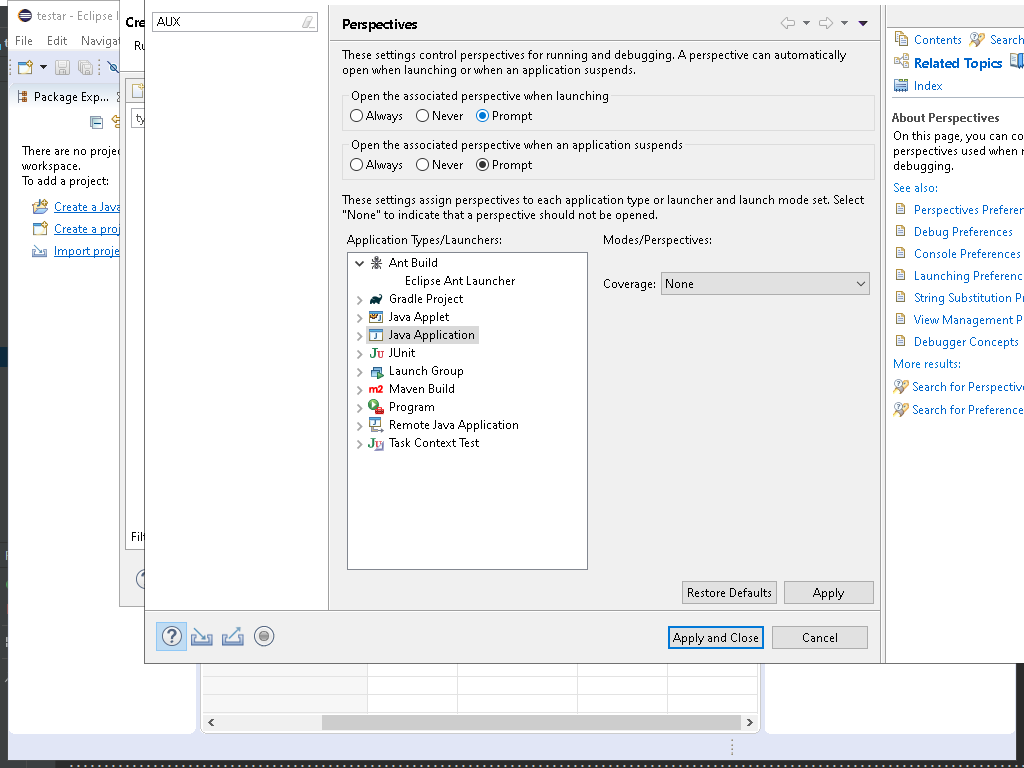 testar - Eclipse I
File Edit Navigat
Package Exp...
There are no proje
workspace.
To add a project:
Create a Java
Create a proj
Import proje
Cre
Ru
ty
Filt
AUX
Perspectives
These settings control perspectives for running and debugging. A perspective can automatically
open when launching or when an application suspends.
Open the associated perspective when launching
Always Never Prompt
Open the associated perspective when an application suspends
Always Never Prompt
These settings assign perspectives to each application type or launcher and launch mode set. Select
"None" to indicate that a perspective should not be opened.
Application Types/Launchers:
Ant Build
Eclipse Ant Launcher
Gradle Project
Java Applet
Java Application
JUnit
Launch Group
m2 Maven Build
Program
Remote Java Application
Task Context Test
Modes/Perspectives:
Coverage: None
Restore Defaults Apply
Apply and Close Cancel
Contents Search
Related Topics
Index
About Perspectives
On this page, you can co
perspectives used when r
debugging.
See also:
Perspectives Preferen
Debug Preferences
Console Preferences
Launching Preferenc
String Substitution Pr
View Management P
Debugger Concepts
More results:
Search for Perspective
Search for Preference